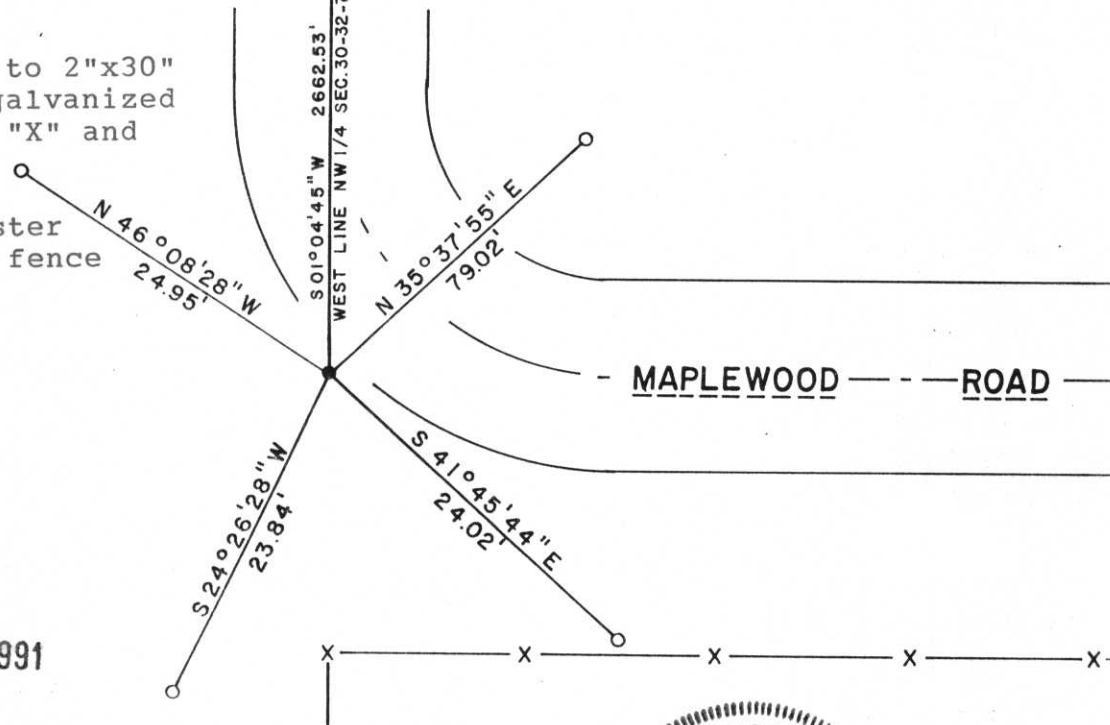 to 2"x30"
galvanized
"X" and
fence
S 01°04'45" W 2662.53'
WEST LINE NW 1/4 SEC. 30-32-
N 46°08'28" W
24.95'
N 35°37'55" E
79.02'
MAPLEWOOD ROAD
S 41°45'44" E
24.02'
S 24°26'28" W
23.84'
991
X X X X X